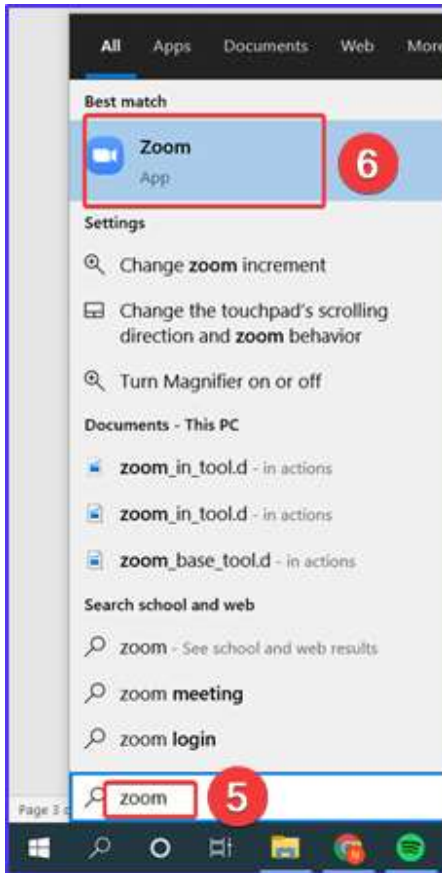 All Apps Documents Web More
Best match
Zoom
App
6
Settings
Change zoom increment
Change the touchpad's scrolling
direction and zoom behavior
Turn Magnifier on or off
Documents - This PC
zoom_in_tool.d - in actions
zoom_in_tool.d - in actions
zoom_base_tool.d - in actions
Search school and web
zoom - See school and web results
zoom meeting
zoom login
zoom
5
Page 3